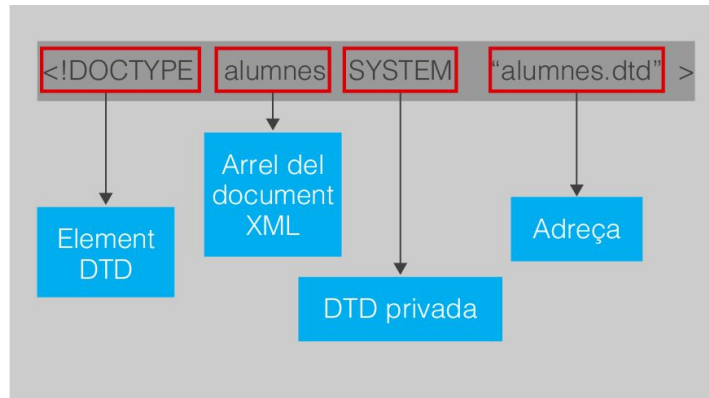 <!DOCTYPE alumnes SYSTEM “alumnes.dtd” >
Arrel del
document
XML
Element
DTD
Adreça
DTD privada